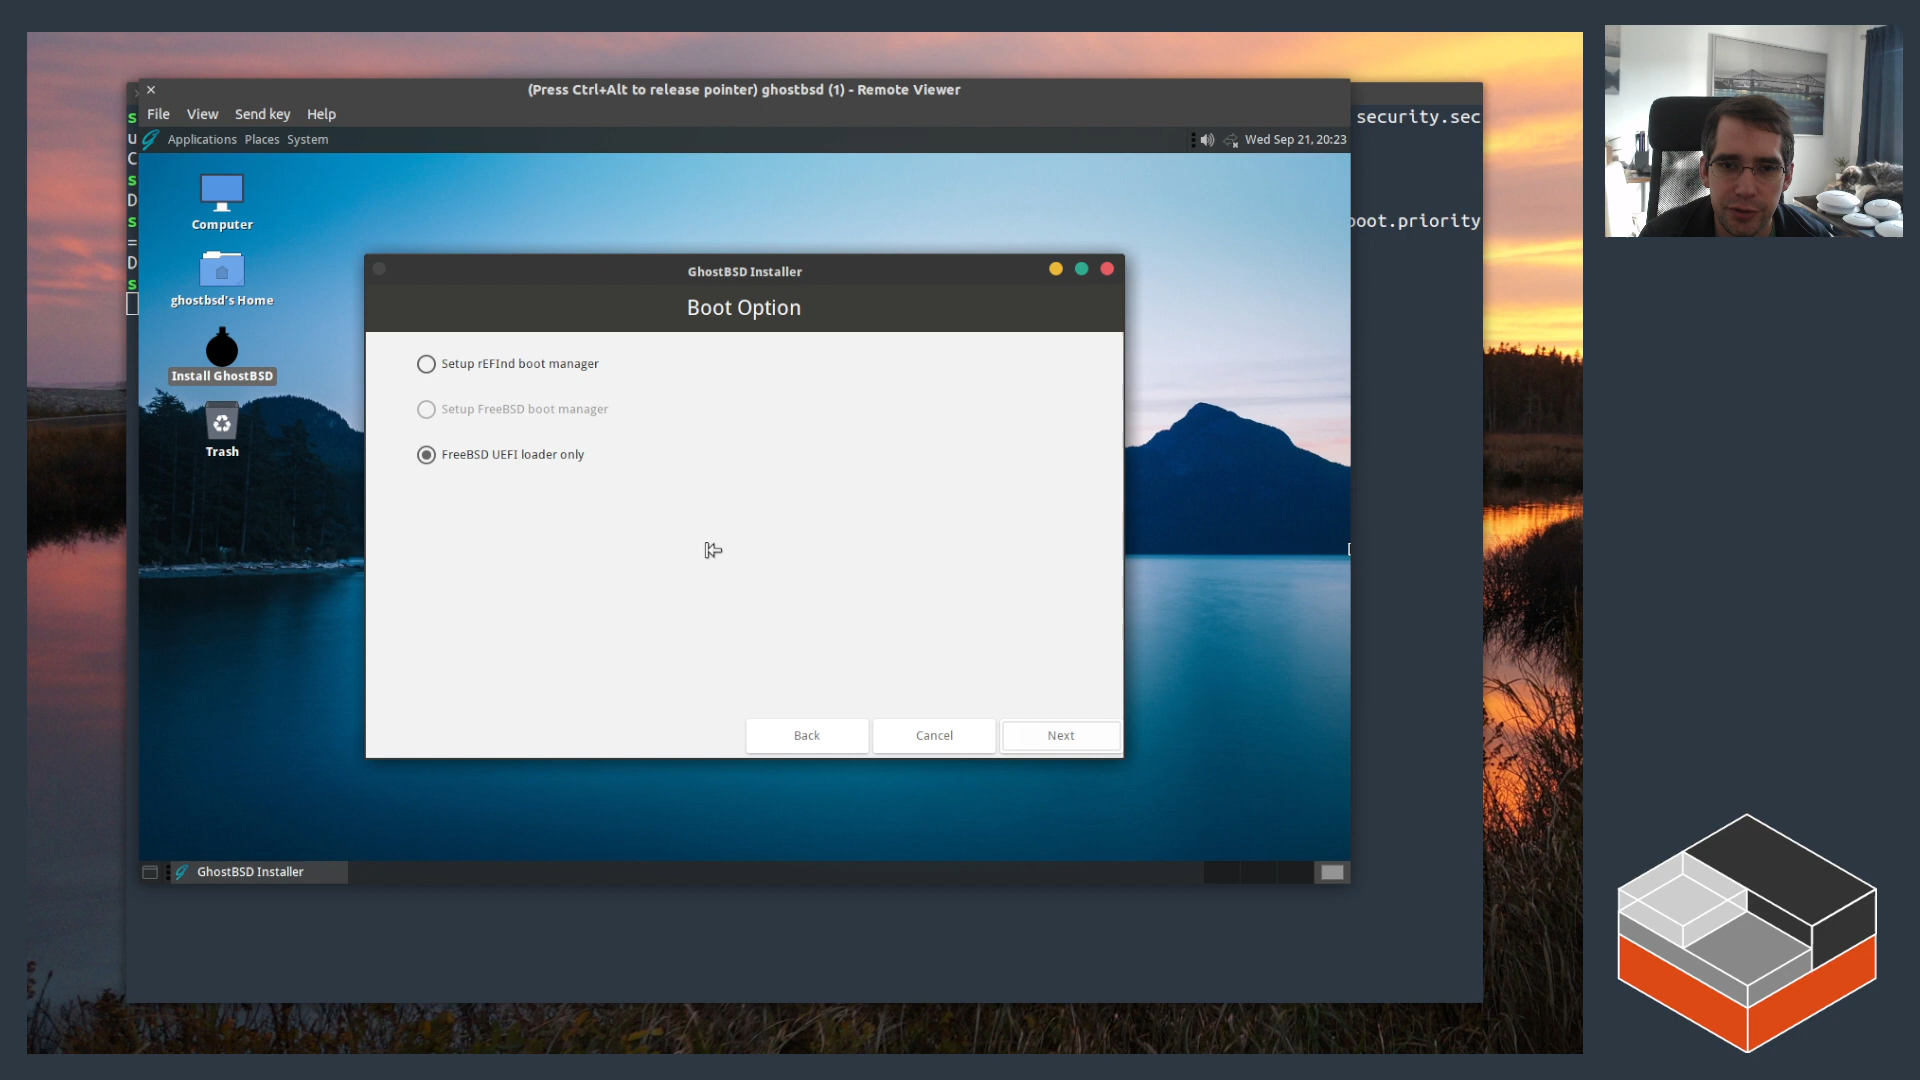 (Press Ctrl+Alt to release pointer) ghostbsd (1) - Remote Viewer
File View Send key Help
Applications Places System
Wed Sep 21, 20:23
s
u
C
s
D
s
=
D
s
security.sec
boot.priority
Computer
ghostbsd's Home
Install GhostBSD
Trash
GhostBSD Installer
Boot Option
Setup rEFInd boot manager
Setup FreeBSD boot manager
FreeBSD UEFI loader only
Back
Cancel
Next
GhostBSD Installer